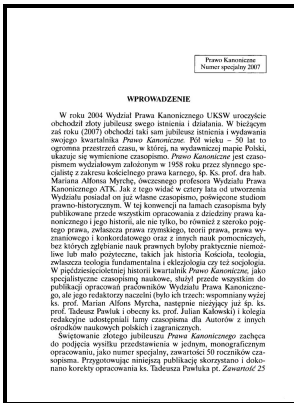 Prawo Kanoniczne
Numer specjalny 2007
WPROWADZENIE
W roku 2004 Wydział Prawa Kanonicznego UKSW uroczyście
obchodził złoty jubileusz swego istnienia i działania. W bieżącym
zaś roku (2007) obchodzi taki sam jubileusz istnienia i wydawania
swojego kwartalnika Prawo Kanoniczne. Pół wieku – 50 lat to
ogromna przestrzeń czasu, w której, na wydawniczej mapie Polski,
ukazuje się wymienione czasopismo. Prawo Kanoniczne jest czaso-
pismem wydziałowym założonym w 1958 roku przez słynnego spe-
cjalistę z zakresu kościelnego prawa karnego, śp. Ks. prof. dra hab.
Mariana Alfonsa Myrchę, ówczesnego profesora Wydziału Prawa
Kanonicznego ATK. Jak z tego widać w cztery lata od utworzenia
Wydziału posiadał on już własne czasopismo, poświęcone studiom
prawno-historycznym. W tej konwencji na łamach czasopisma były
publikowane przede wszystkim opracowania z dziedziny prawa ka-
nonicznego i jego historii, ale nie tylko, bo również z szeroko poję-
tego prawa, zwłaszcza prawa rzymskiego, teorii prawa, prawa wy-
znaniowego i konkordatowego oraz z innych nauk pomocniczych,
bez których zgłębianie nauk prawnych byłoby praktycznie niemoż-
liwe lub mało pożyteczne, takich jak historia Kościoła, teologia,
zwłaszcza teologia fundamentalna i eklezjologia czy też socjologia.
W pięćdziesięcioletniej historii kwartalnik Prawo Kanoniczne, jako
specjalistyczne czasopismo naukowe, służył przede wszystkim do
publikacji opracowań pracowników Wydziału Prawa Kanoniczne-
go, ale jego redaktorzy naczelni (było ich trzech: wspomniany wyżej
ks. prof. Marian Alfons Myrcha, następnie nieżyjący już śp. ks.
prof. Tadeusz Pawluk i obecny ks. prof. Julian Kałowski) i kolegia
redakcyjne udostępniali łamy czasopisma dla Autorów z innych
ośrodków naukowych polskich i zagranicznych.
Świętowanie złotego jubileuszu Prawa Kanonicznego zachęca
do podjęcia wysiłku przedstawienia w jednym, monograficznym
opracowaniu, jako numer specjalny, zawartości 50 roczników cza-
sopisma. Przygotowując niniejszą publikację skorzystano i doko-
nano korekty opracowania ks. Tadeusza Pawluka pt. Zawartość 25